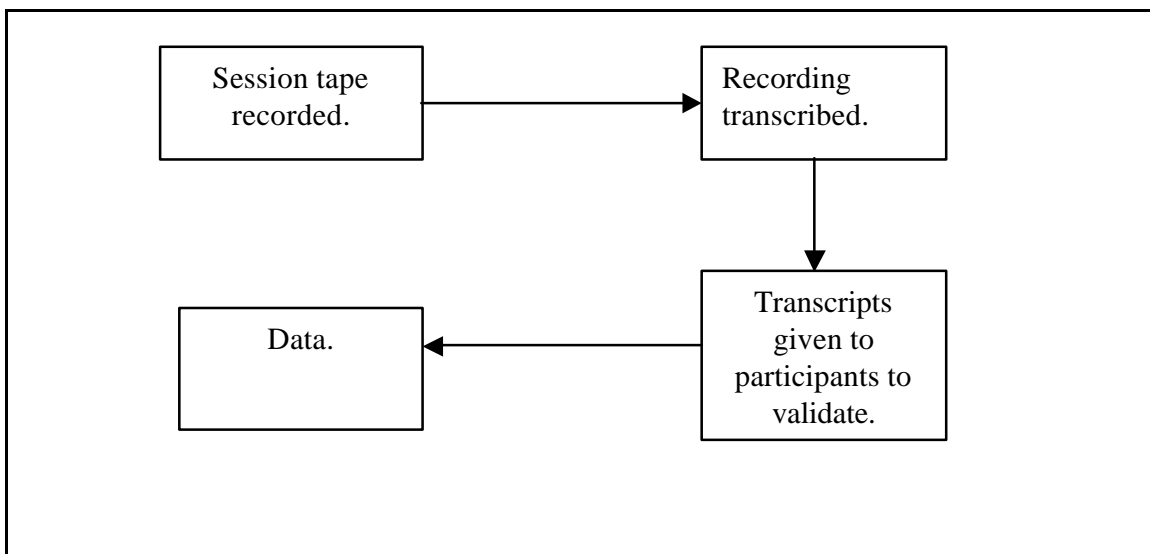 Session tape
recorded.
Recording
transcribed.
Transcripts
given to
participants to
validate.
Data.